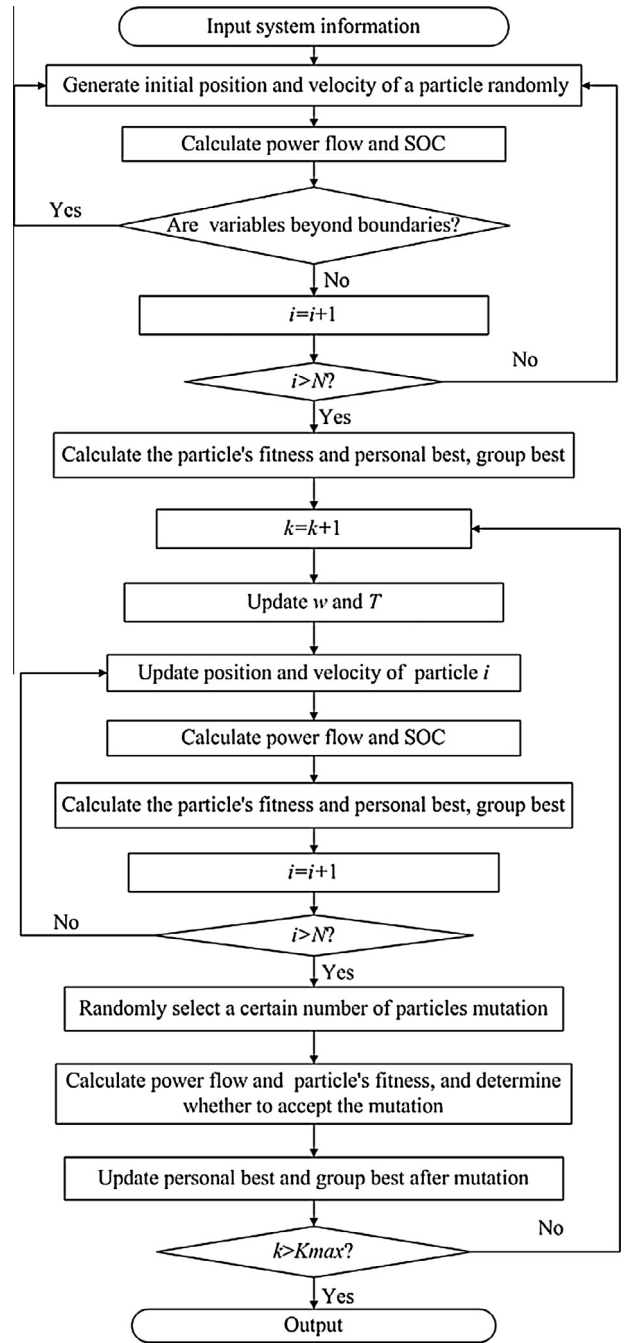 Input system information
Generate initial position and velocity of a particle randomly
Calculate power flow and SOC
Yes
Are variables beyond boundaries?
No
i=i+1
No
i>N?
Yes
Calculate the particle's fitness and personal best, group best
k=k+1
Update w and T
Update position and velocity of particle i
Calculate power flow and SOC
Calculate the particle's fitness and personal best, group best
i=i+1
No
i>N?
Yes
Randomly select a certain number of particles mutation
Calculate power flow and particle's fitness, and determine
whether to accept the mutation
Update personal best and group best after mutation
No
k>Kmax?
Yes
Output